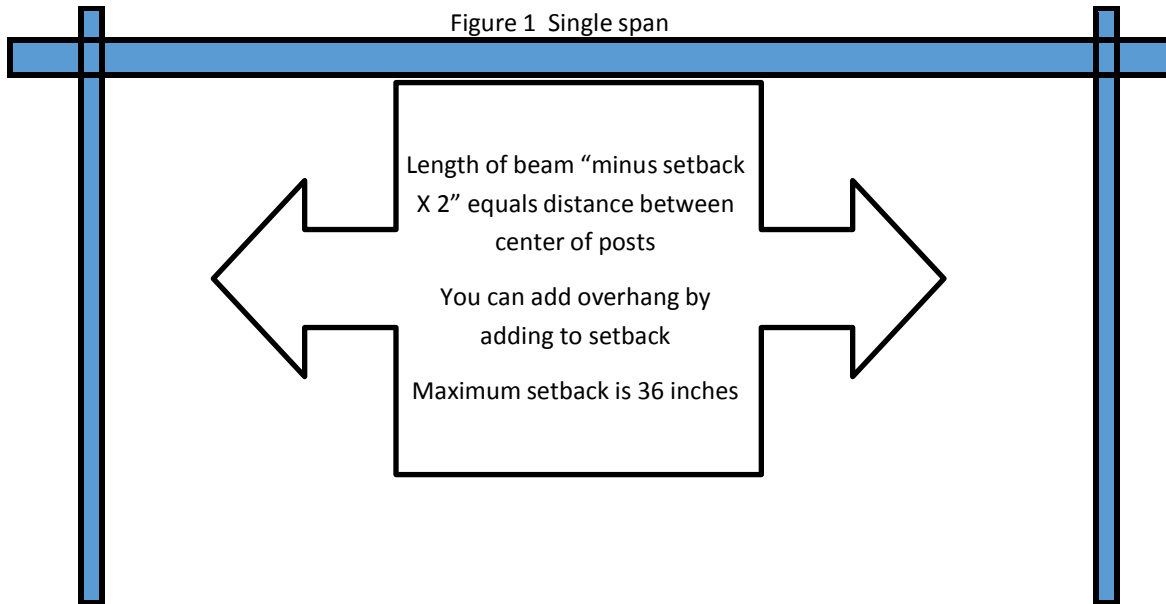 Figure 1  Single span
Length of beam “minus setback
X 2” equals distance between
center of posts
You can add overhang by
adding to setback
Maximum setback is 36 inches